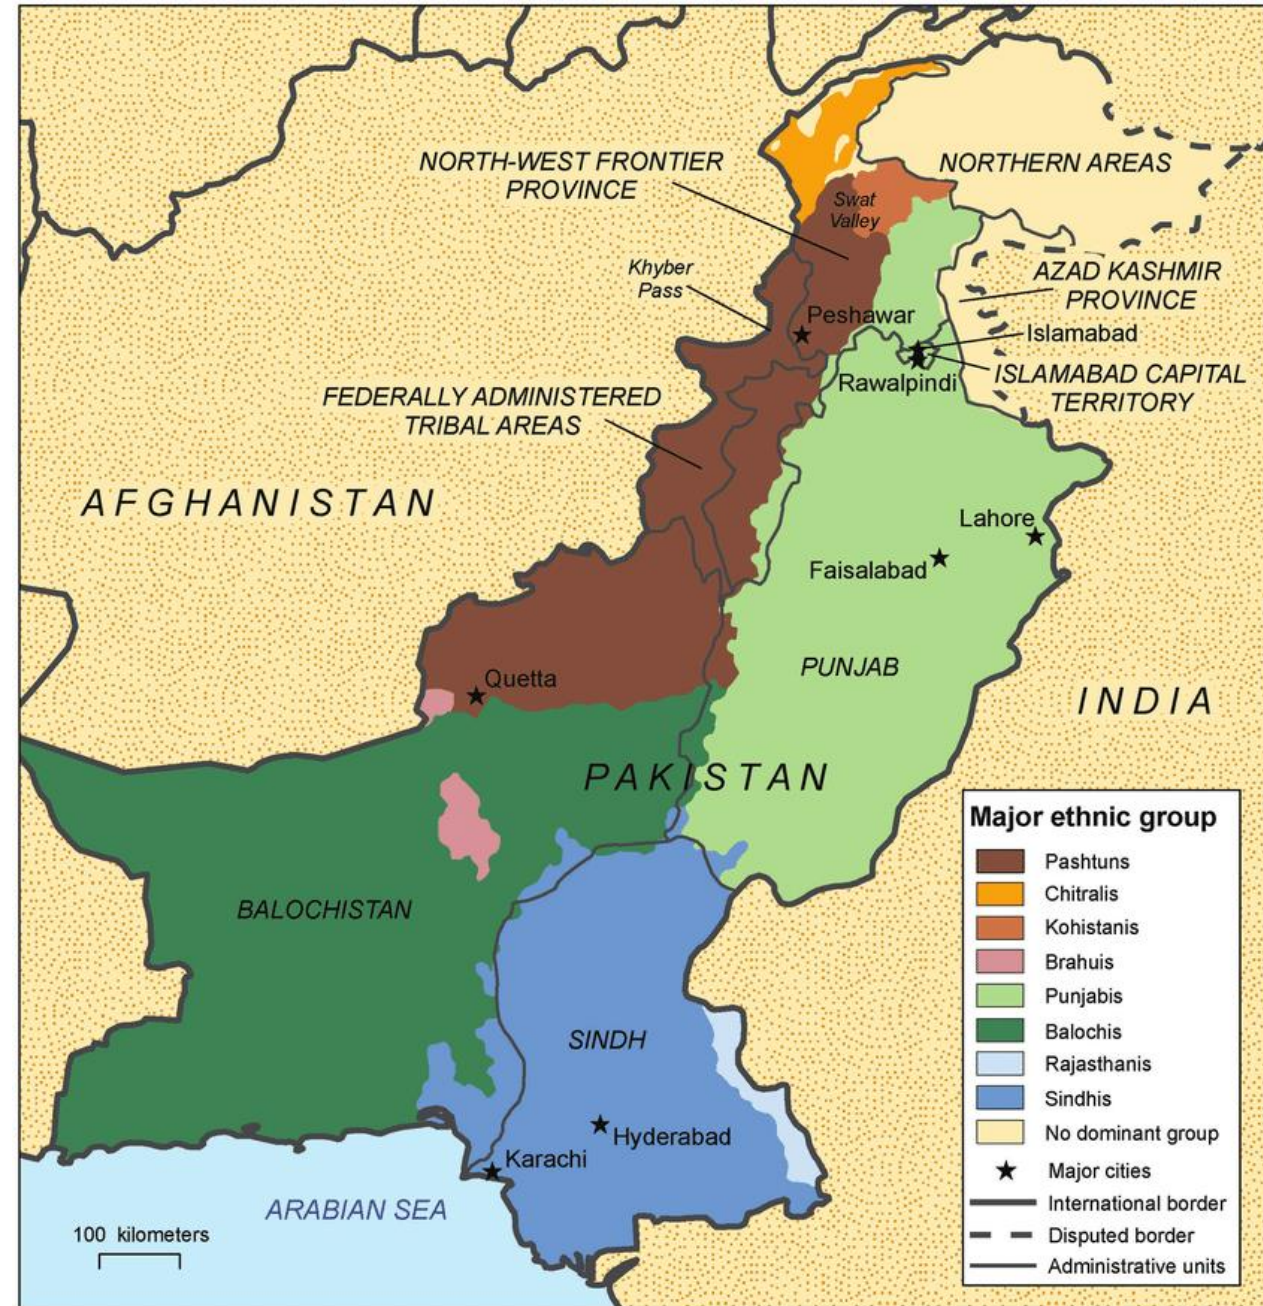 NORTH-WEST FRONTIER
PROVINCE
NORTHERN AREAS
Swat
Valley
Khyber
Pass
AZAD KASHMIR
PROVINCE
Peshawar
Islamabad
Rawalpindi
ISLAMABAD CAPITAL
TERRITORY
FEDERALLY ADMINISTERED
TRIBAL AREAS
AFGHANISTAN
Lahore
Faisalabad
PUNJAB
Quetta
INDIA
PAKISTAN
BALOCHISTAN
SINDH
Hyderabad
Karachi
ARABIAN SEA
100 kilometers
Major ethnic group
Pashtuns
Chitralis
Kohistanis
Brahuis
Punjabis
Balochis
Rajasthanis
Sindhis
No dominant group
Major cities
International border
Disputed border
Administrative units